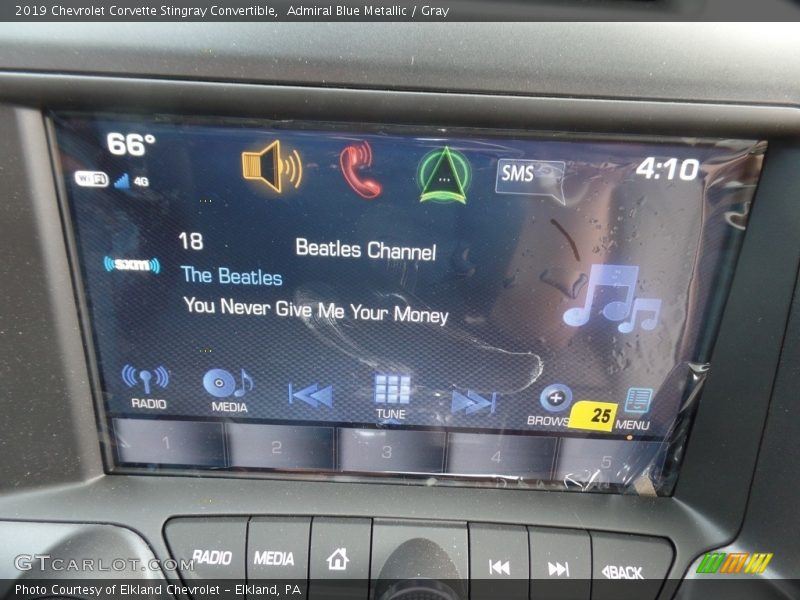 2019 Chevrolet Corvette Stingray Convertible,  Admiral Blue Metallic / Gray
66°
4:10
WiFi 4G
SMS
18
Beatles Channel
sxm
The Beatles
You Never Give Me Your Money
RADIO
MEDIA
TUNE
BROWS
25
MENU
1 2 3 4 5
RADIO
MEDIA
BACK
GTCARLOT.COM
Photo Courtesy of Elkland Chevrolet – Elkland, PA